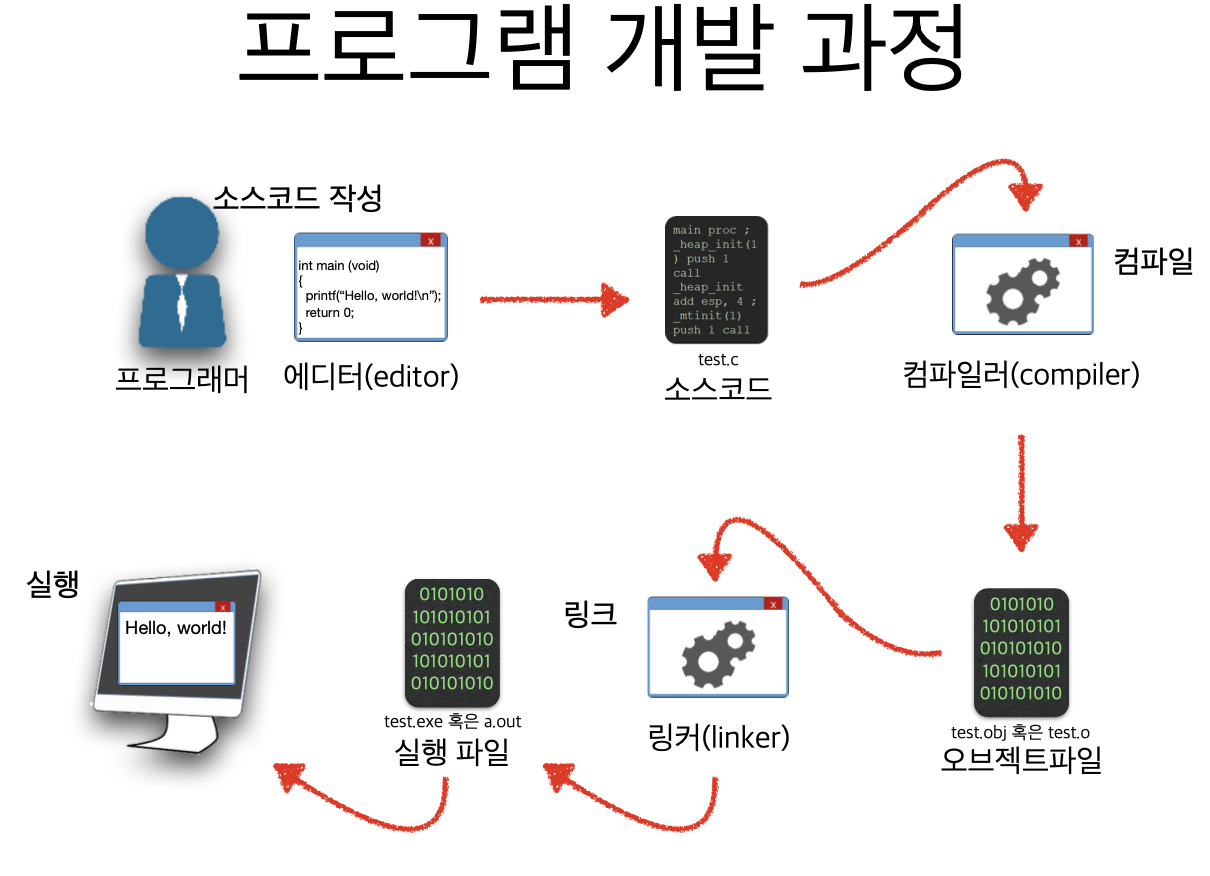 프로그램 개발 과정
소스코드 작성
x
int main (void)
{
printf(“Hello, world!\n”);
return 0;
}
프로그래머
에디터(editor)
main proc ;
_heap_init(1
) push 1
call
_heap_init
add esp, 4 ;
_mtinit(1)
push 1 call
test.c
소스코드
x
컴파일
컴파일러(compiler)
실행
x
Hello, world!
0101010
101010101
010101010
101010101
010101010
test.exe 혹은 a.out
실행 파일
링크
x
링커(linker)
0101010
101010101
010101010
101010101
010101010
test.obj 혹은 test.o
오브젝트파일